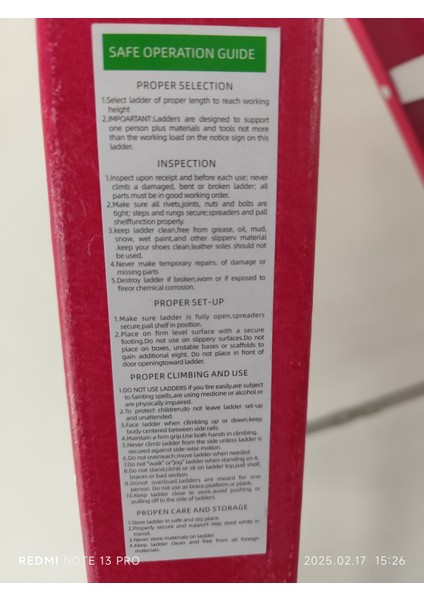 SAFE OPERATION GUIDE
PROPER SELECTION
1.Select ladder of proper length to reach working
height
2.IMPOARTANT:Ladders are designed to support
one person plus materials and tools not more
than the working load on the notice sign on this
ladder.
INSPECTION
1.Inspect upon receipt and before each use; never
climb a damaged, bent or broken ladder; all
parts must be in good working order.
2.Make sure all rivets,joints, nuts and bolts are
tight; steps and rungs secure;spreaders and pail
shelffunction properly.
3.keep ladder clean,free from grease, oil, mud,
snow, wet paint,and other slipperv material
.keep your shoes clean,leather soles should not
be used.
4.Never make temporary repairs, of damage or
missing parts
5.Destroy ladder if broken,worn or if exposed to
fireor chemical corrosion.
PROPER SET-UP
1.Make sure ladder is fully open,spreaders
secure,pail shelf in position.
2.Place on firm level surface with a secure
footing.Do not use on slippery surfaces.Do not
place on boxes, unstable bases or scaffolds to
gain additional eight. Do not place in front of
door openingtoward ladder.
PROPER CLIMBING AND USE
1.DO NOT USE LADDERS if you tire easily,are subject
to fainting spells,are using medicine or alcohol or
are physically impaired.
2.To protect children,do not leave ladder set-up
and unattended.
3.Face ladder when climbing up or down;keep
body centered between side rails.
4.Maintain a firm grip.Use both hands in climbing.
5.Never climb ladder from the side unless ladder is
secured against side-wise motion.
6.Do not overreach;move ladder when needed.
7.Do not "walk" or"jog" ladder when standing on it.
8.Do not stand,climb or sit on ladder top,pail shelf,
braces or bad section.
9.Donot overload.ladders are meant for one
person. Do not use as brace,platform or plank.
10.Keep ladder close to work.avoid pushing or
pulling off to the side of ladders.
PROPEN CARE AND STORAGE
1.Store ladder in safe and place.
2.Properly secure and support step stool while in
transit.
3.Never store materials on ladder
4.Keep ladder clean and free from all foreign
materials.
REDMI NOTE 13 PRO
2025.02.17 15:26